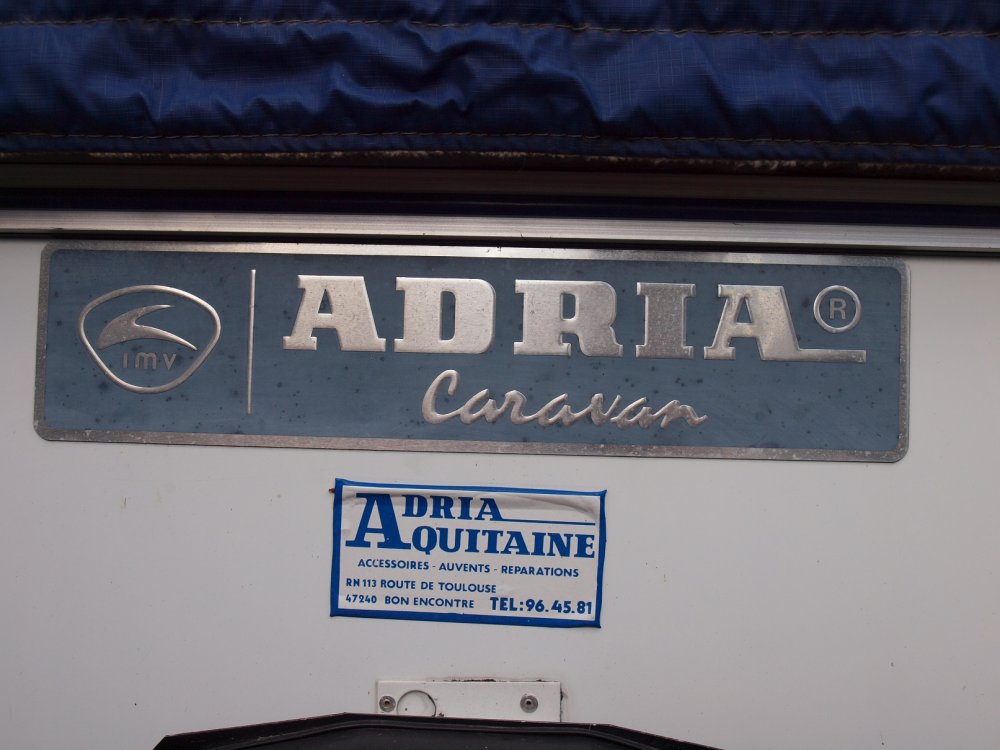 imv
ADRIA ®
Caravan
ADRIA
AQUITAINE
ACCESSOIRES - AUVENTS - REPARATIONS
RN 113 ROUTE DE TOULOUSE
47240 BON ENCONTRE TEL: 96.45.81